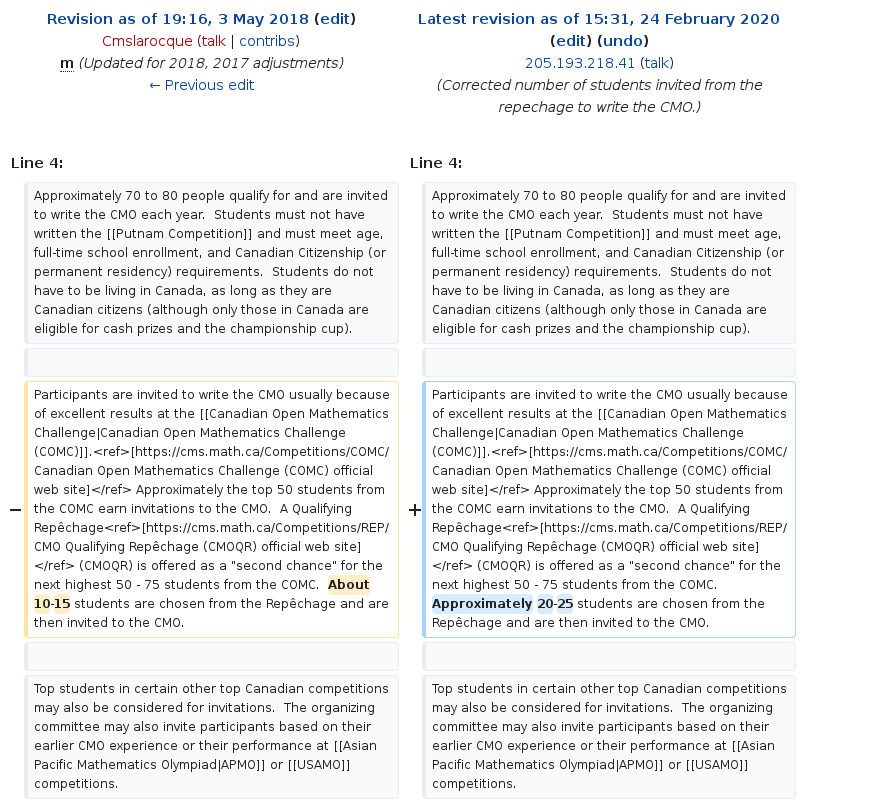 Revision as of 19:16, 3 May 2018 (edit)
Cmslarocque (talk | contribs)
m (Updated for 2018, 2017 adjustments)
← Previous edit
Latest revision as of 15:31, 24 February 2020
(edit) (undo)
205.193.218.41 (talk)
(Corrected number of students invited from the
repechage to write the CMO.)
Line 4:
Approximately 70 to 80 people qualify for and are invited
to write the CMO each year.  Students must not have
written the [[Putnam Competition]] and must meet age,
full-time school enrollment, and Canadian Citizenship (or
permanent residency) requirements.  Students do not
have to be living in Canada, as long as they are
Canadian citizens (although only those in Canada are
eligible for cash prizes and the championship cup).
− Participants are invited to write the CMO usually because
of excellent results at the [[Canadian Open Mathematics
Challenge|Canadian Open Mathematics Challenge
(COMC)]].<ref>[https://cms.math.ca/Competitions/COMC/
Canadian Open Mathematics Challenge (COMC) official
web site]</ref> Approximately the top 50 students from
the COMC earn invitations to the CMO.  A Qualifying
Repêchage<ref>[https://cms.math.ca/Competitions/REP/
CMO Qualifying Repêchage (CMOQR) official web site]
</ref> (CMOQR) is offered as a "second chance" for the
next highest 50 - 75 students from the COMC.  About
10-15 students are chosen from the Repêchage and are
then invited to the CMO.
Top students in certain other top Canadian competitions
may also be considered for invitations.  The organizing
committee may also invite participants based on their
earlier CMO experience or their performance at [[Asian
Pacific Mathematics Olympiad|APMO]] or [[USAMO]]
competitions.
Line 4:
Approximately 70 to 80 people qualify for and are invited
to write the CMO each year.  Students must not have
written the [[Putnam Competition]] and must meet age,
full-time school enrollment, and Canadian Citizenship (or
permanent residency) requirements.  Students do not
have to be living in Canada, as long as they are
Canadian citizens (although only those in Canada are
eligible for cash prizes and the championship cup).
+ Participants are invited to write the CMO usually because
of excellent results at the [[Canadian Open Mathematics
Challenge|Canadian Open Mathematics Challenge
(COMC)]].<ref>[https://cms.math.ca/Competitions/COMC/
Canadian Open Mathematics Challenge (COMC) official
web site]</ref> Approximately the top 50 students from
the COMC earn invitations to the CMO.  A Qualifying
Repêchage<ref>[https://cms.math.ca/Competitions/REP/
CMO Qualifying Repêchage (CMOQR) official web site]
</ref> (CMOQR) is offered as a "second chance" for the
next highest 50 - 75 students from the COMC.
Approximately 20-25 students are chosen from the
Repêchage and are then invited to the CMO.
Top students in certain other top Canadian competitions
may also be considered for invitations.  The organizing
committee may also invite participants based on their
earlier CMO experience or their performance at [[Asian
Pacific Mathematics Olympiad|APMO]] or [[USAMO]]
competitions.